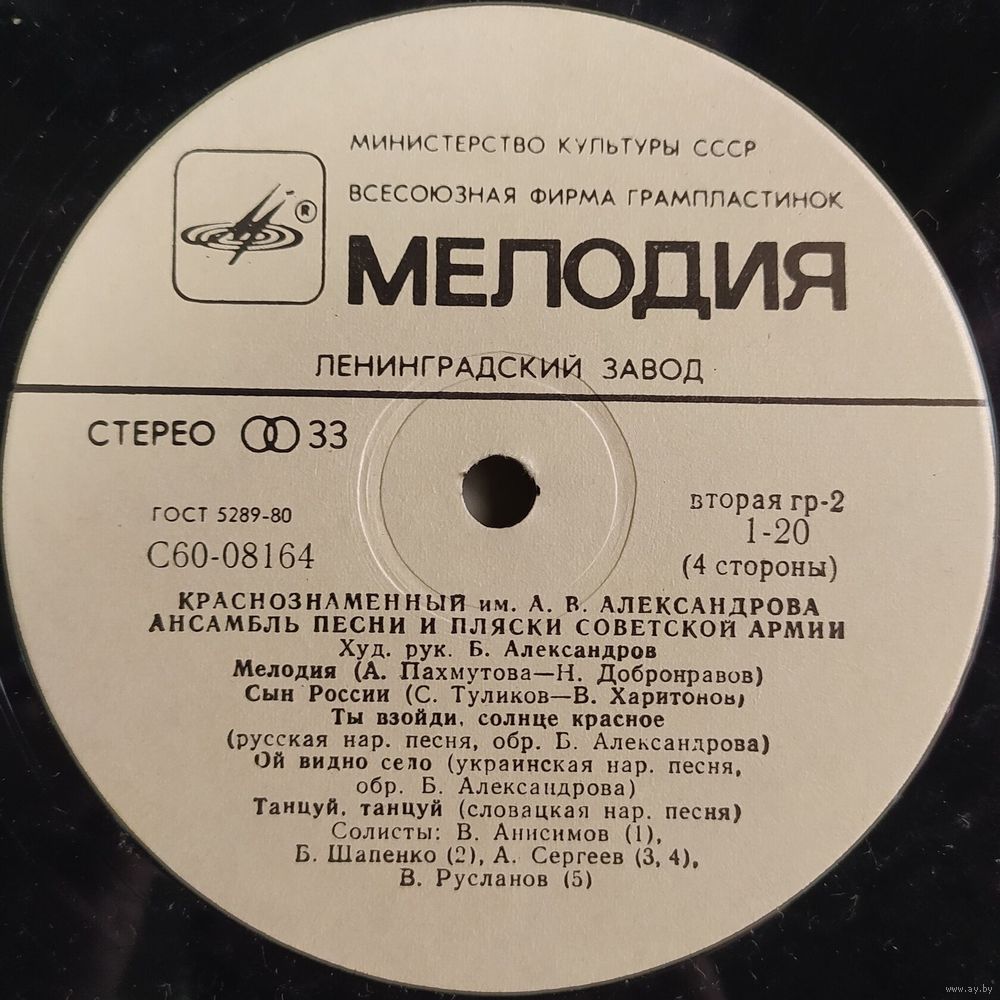 МИНИСТЕРСТВО КУЛЬТУРЫ СССР
ВСЕСОЮЗНАЯ ФИРМА ГРАМПЛАСТИНОК
®
МЕЛОДИЯ
ЛЕНИНГРАДСКИЙ ЗАВОД
СТЕРЕО 33
ГОСТ 5289-80
С60-08164
вторая гр-2
1-20
(4 стороны)
КРАСНОЗНАМЕННЫЙ им. А. В. АЛЕКСАНДРОВА
АНСАМБЛЬ ПЕСНИ И ПЛЯСКИ СОВЕТСКОЙ АРМИИ
Худ. рук. Б. Александров
Мелодия (А. Пахмутова—Н. Добронравов)
Сын России (С. Туликов—В. Харитонов)
Ты взойди, солнце красное
(русская нар. песня, обр. Б. Александрова)
Ой видно село (украинская нар. песня,
обр. Б. Александрова)
Танцуй, танцуй (словацкая нар. песня)
Солисты: В. Анисимов (1),
Б. Шапенко (2), А. Сергеев (3, 4),
В. Русланов (5)
www.ay.by